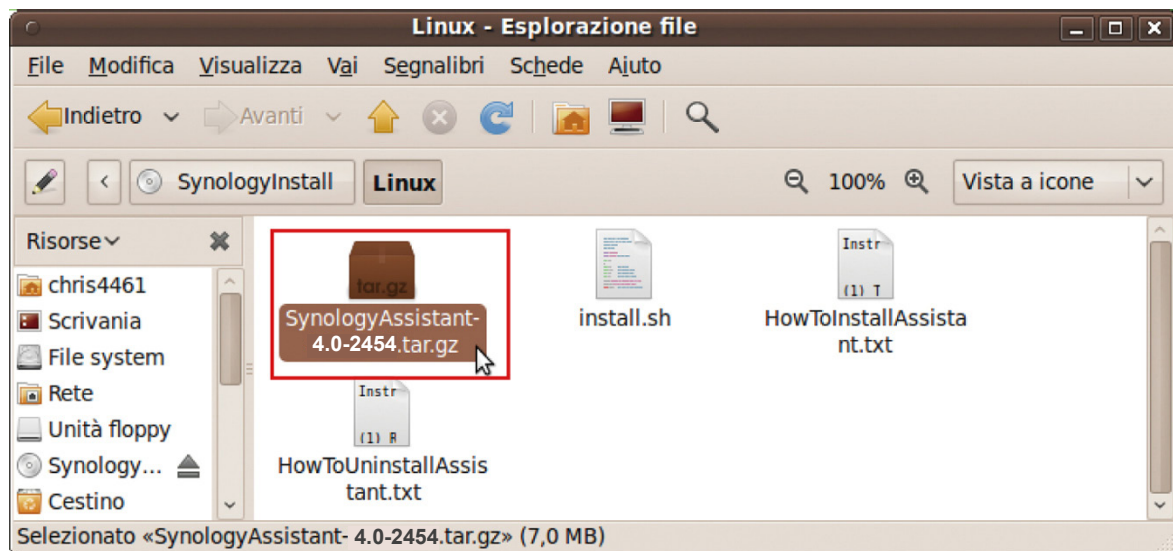 Linux - Esplorazione file
File Modifica Visualizza Vai Segnalibri Schede Aiuto
Indietro Avanti
SynologyInstall Linux 100% Vista a icone
Risorse
chris4461
Scrivania
File system
Rete
Unità floppy
Synology...
Cestino
tar.gz
SynologyAssistant-
4.0-2454.tar.gz
install.sh
Instr
(1) T
HowToInstallAssista
nt.txt
Instr
(1) R
HowToUninstallAssis
tant.txt
Selezionato «SynologyAssistant- 4.0-2454.tar.gz» (7,0 MB)